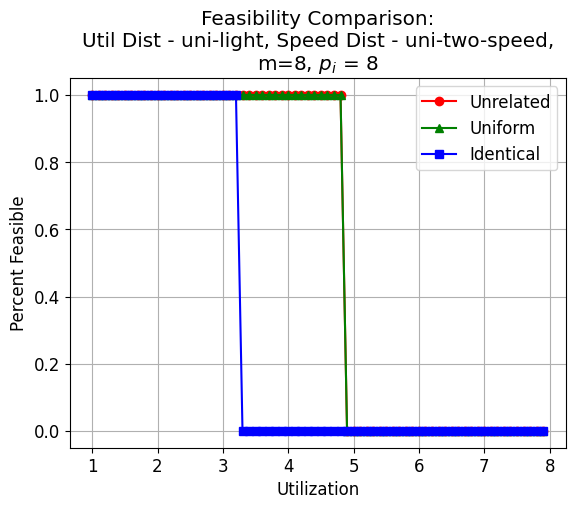 Feasibility Comparison:
Util Dist - uni-light, Speed Dist - uni-two-speed,
m=8, pᵢ = 8
Unrelated
Uniform
Identical
Percent Feasible
1.0
0.8
0.6
0.4
0.2
0.0
1 2 3 4 5 6 7 8
Utilization